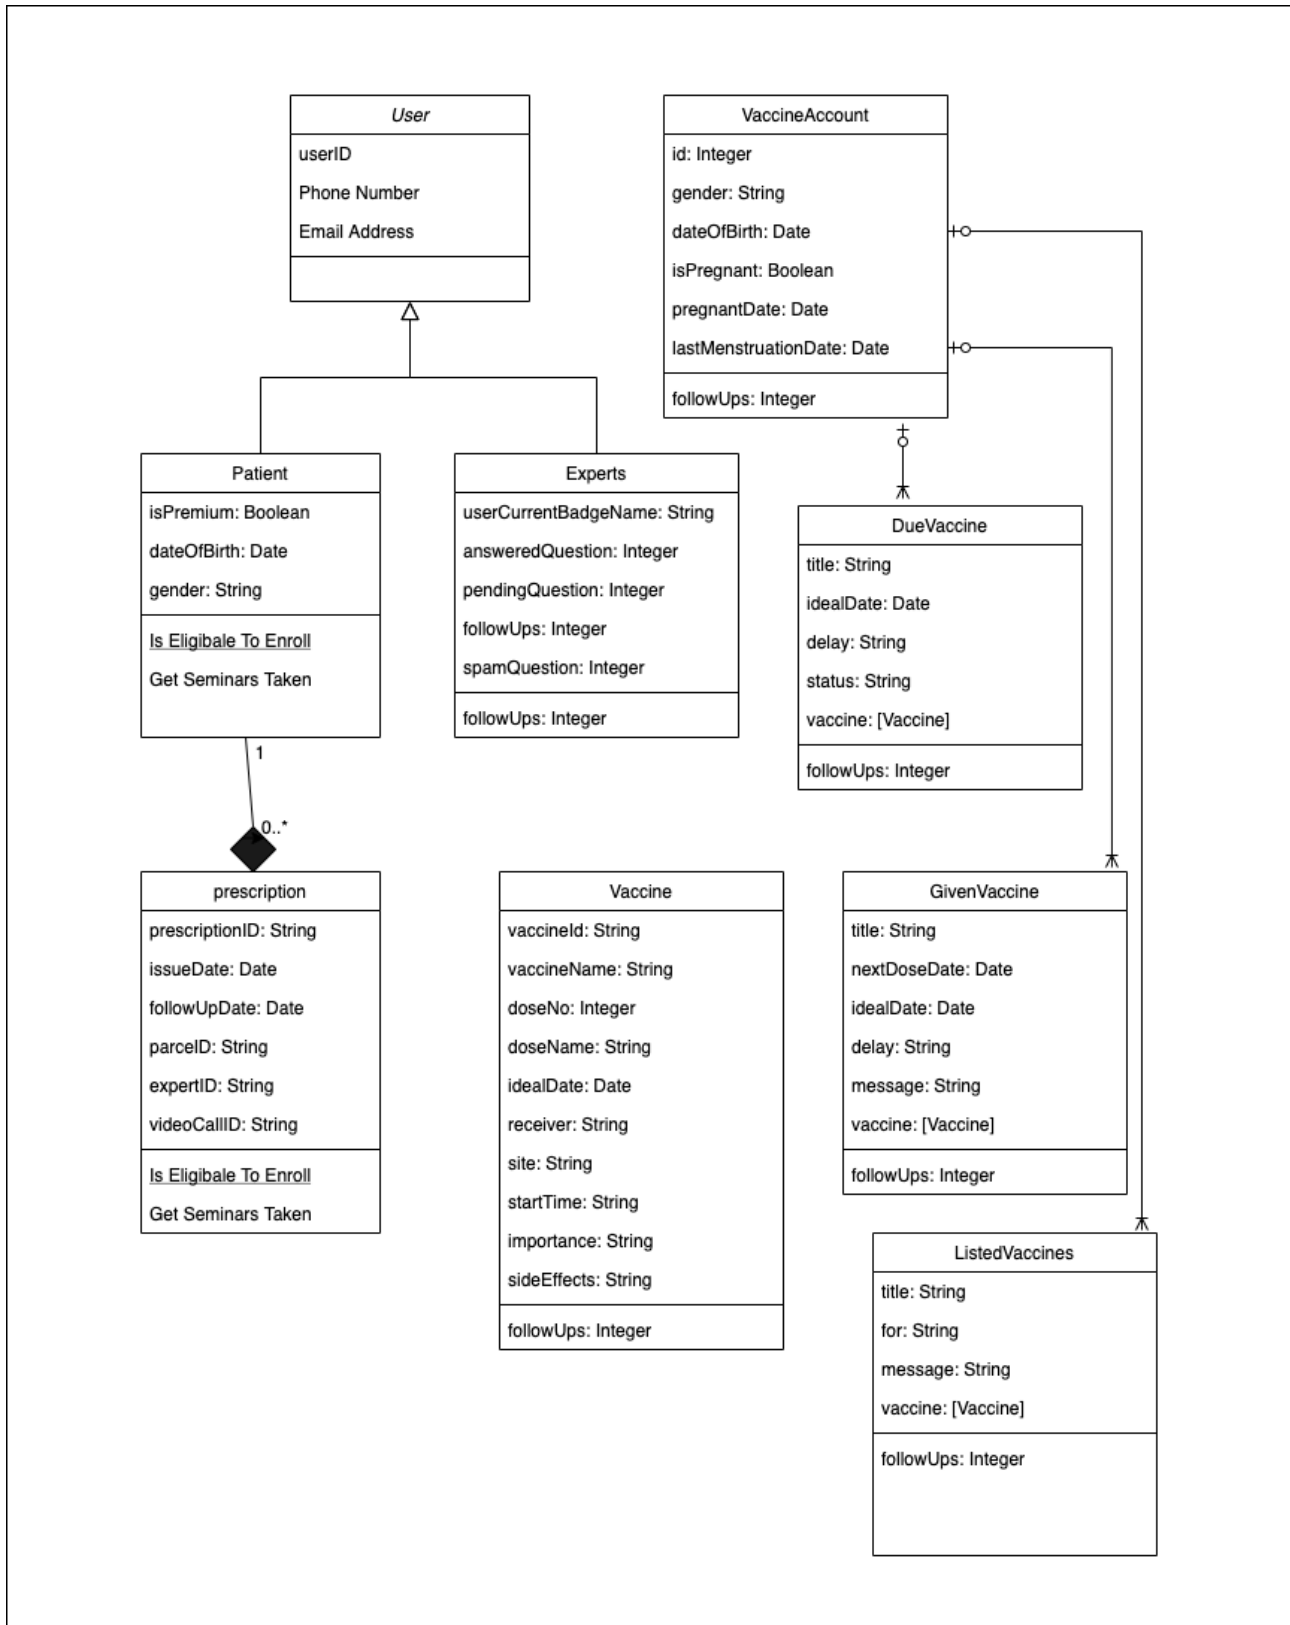 User
userID
Phone Number
Email Address
VaccineAccount
id: Integer
gender: String
dateOfBirth: Date
isPregnant: Boolean
pregnantDate: Date
lastMenstruationDate: Date
followUps: Integer
Patient
isPremium: Boolean
dateOfBirth: Date
gender: String
Is Eligibale To Enroll
Get Seminars Taken
1
0..*
Experts
userCurrentBadgeName: String
answeredQuestion: Integer
pendingQuestion: Integer
followUps: Integer
spamQuestion: Integer
followUps: Integer
DueVaccine
title: String
idealDate: Date
delay: String
status: String
vaccine: [Vaccine]
followUps: Integer
prescription
prescriptionID: String
issueDate: Date
followUpDate: Date
parcelD: String
expertID: String
videoCallID: String
Is Eligibale To Enroll
Get Seminars Taken
Vaccine
vaccineId: String
vaccineName: String
doseNo: Integer
doseName: String
idealDate: Date
receiver: String
site: String
startTime: String
importance: String
sideEffects: String
followUps: Integer
GivenVaccine
title: String
nextDoseDate: Date
idealDate: Date
delay: String
message: String
vaccine: [Vaccine]
followUps: Integer
ListedVaccines
title: String
for: String
message: String
vaccine: [Vaccine]
followUps: Integer